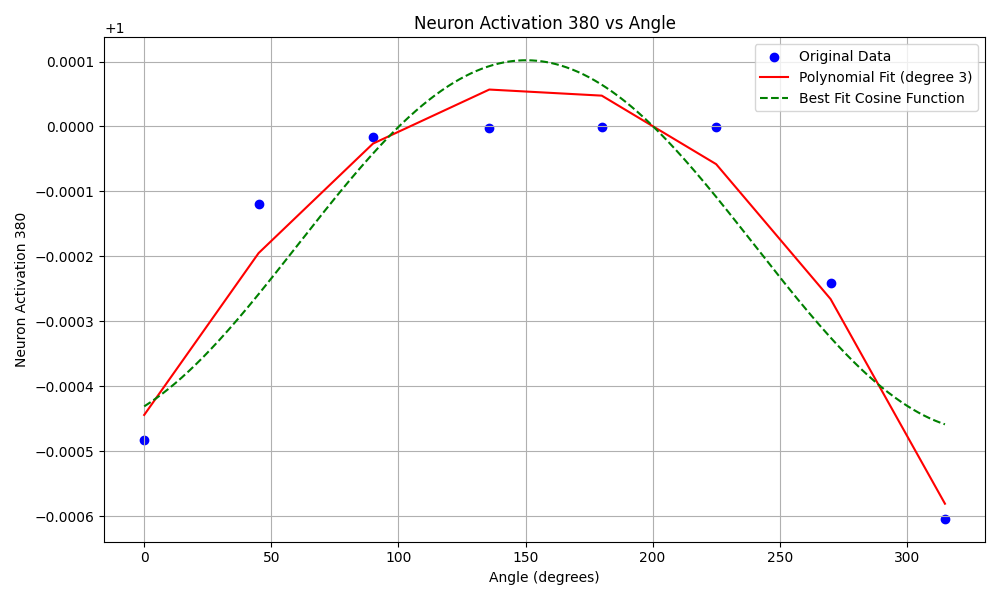 Neuron Activation 380 vs Angle
+1
Original Data
Polynomial Fit (degree 3)
Best Fit Cosine Function
0.0001
0.0000
−0.0001
−0.0002
−0.0003
−0.0004
−0.0005
−0.0006
Neuron Activation 380
0
50
100
150
200
250
300
Angle (degrees)